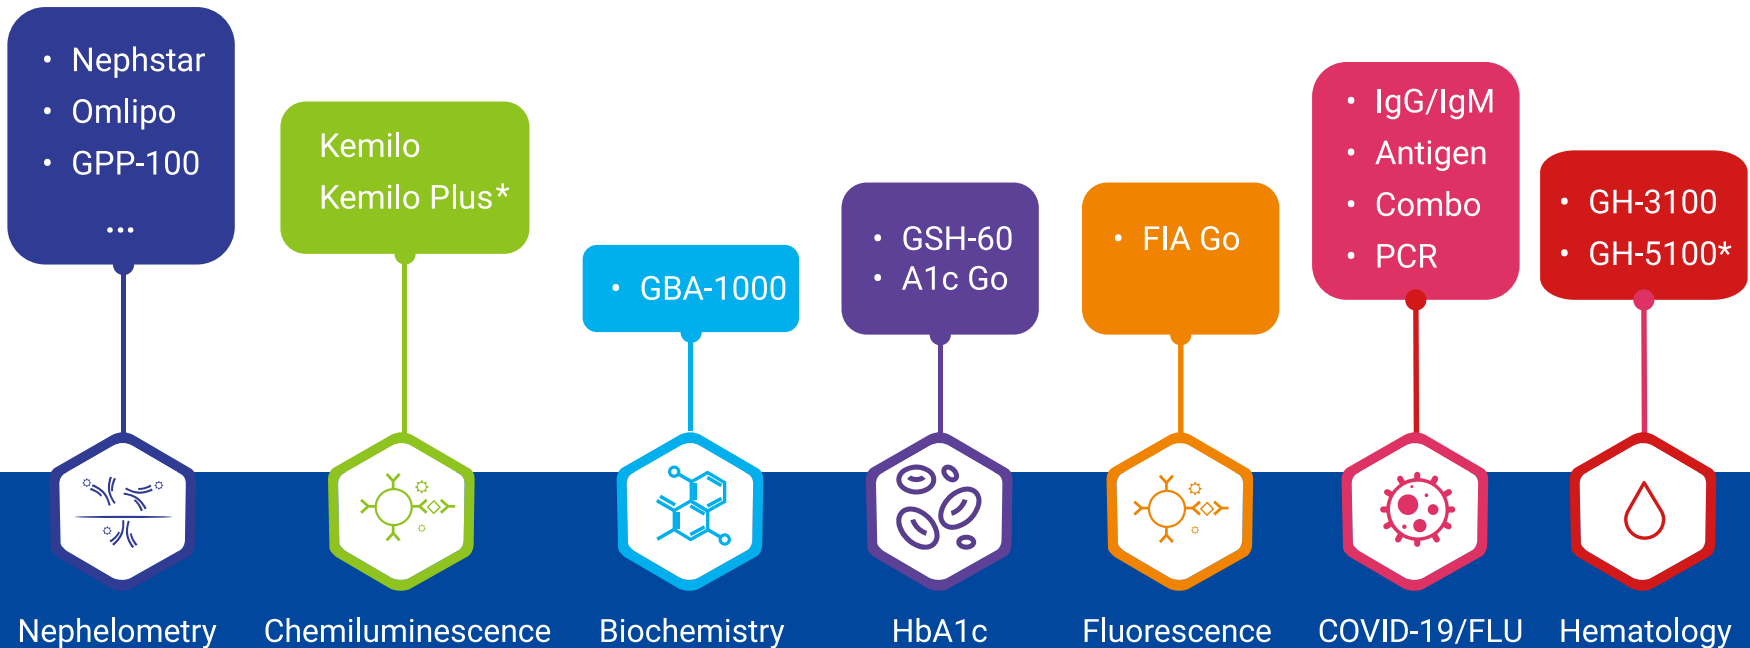 • Nephstar
• Omlipo
• GPP-100
...
Kemilo
Kemilo Plus*
• GBA-1000
• GSH-60
• A1c Go
• FIA Go
• IgG/IgM
• Antigen
• Combo
• PCR
• GH-3100
• GH-5100*
Nephelometry
Chemiluminescence
Biochemistry
HbA1c
Fluorescence
COVID-19/FLU
Hematology